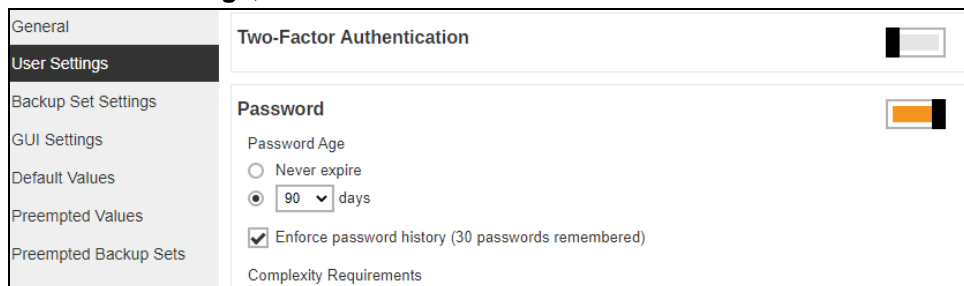 General
User Settings
Backup Set Settings
GUI Settings
Default Values
Preempted Values
Preempted Backup Sets
Two-Factor Authentication
Password
Password Age
Never expire
90 days
Enforce password history (30 passwords remembered)
Complexity Requirements